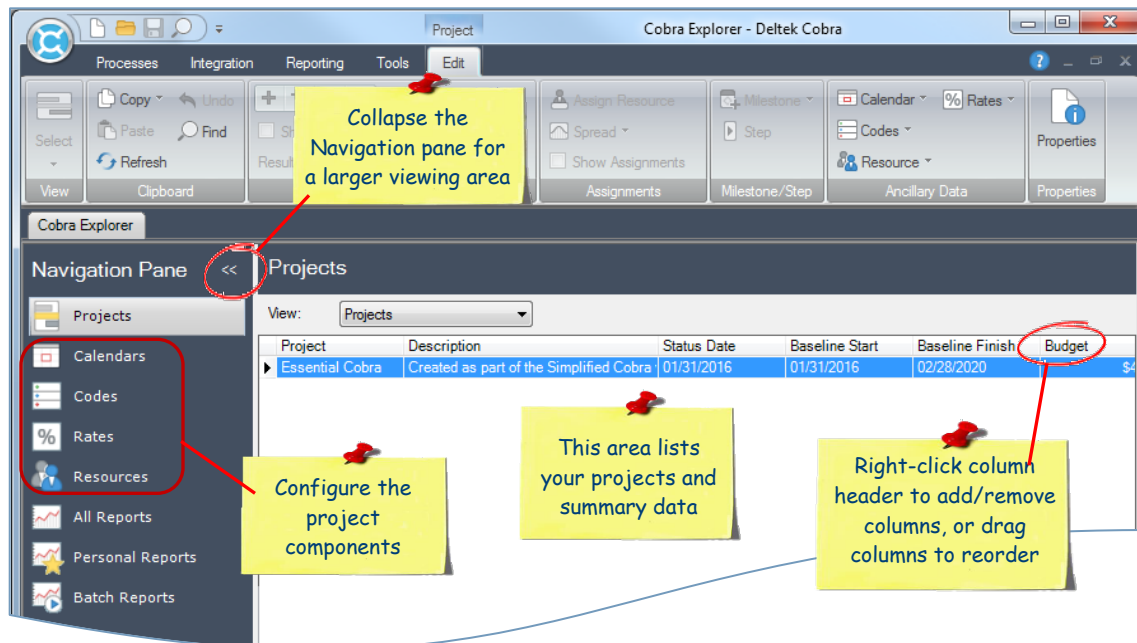 Project
Cobra Explorer - Deltek Cobra
Processes Integration Reporting Tools Edit
Copy Undo Assign Resource Milestone Calendar % Rates
Select Paste Find Spread Step Codes Properties
Refresh Show Assignments Resource
View Clipboard Assignments Milestone/Step Ancillary Data Properties
Collapse the
Navigation pane for
a larger viewing area
Cobra Explorer
Navigation Pane << Projects
Projects
Calendars
Codes
% Rates
Resources
All Reports
Personal Reports
Batch Reports
View: Projects
Project Description Status Date Baseline Start Baseline Finish Budget
Essential Cobra Created as part of the Simplified Cobra 01/31/2016 01/31/2016 02/28/2020
Configure the
project
components
This area lists
your projects and
summary data
Right-click column
header to add/remove
columns, or drag
columns to reorder